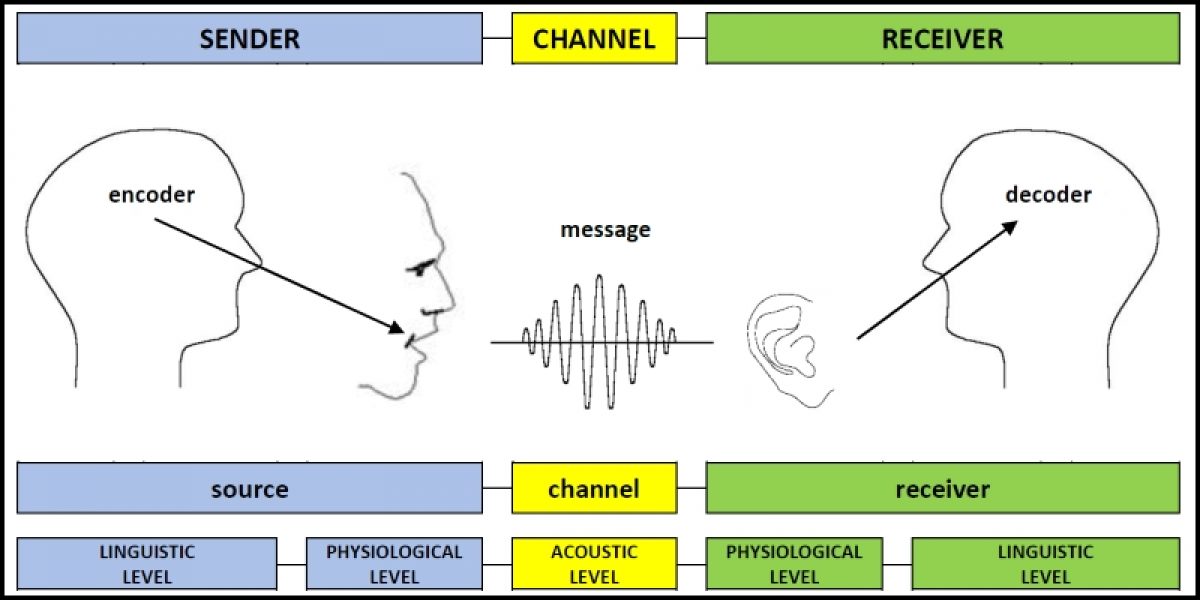 SENDER
CHANNEL
RECEIVER
encoder
message
decoder
source
channel
receiver
LINGUISTIC
LEVEL
PHYSIOLOGICAL
LEVEL
ACOUSTIC
LEVEL
PHYSIOLOGICAL
LEVEL
LINGUISTIC
LEVEL